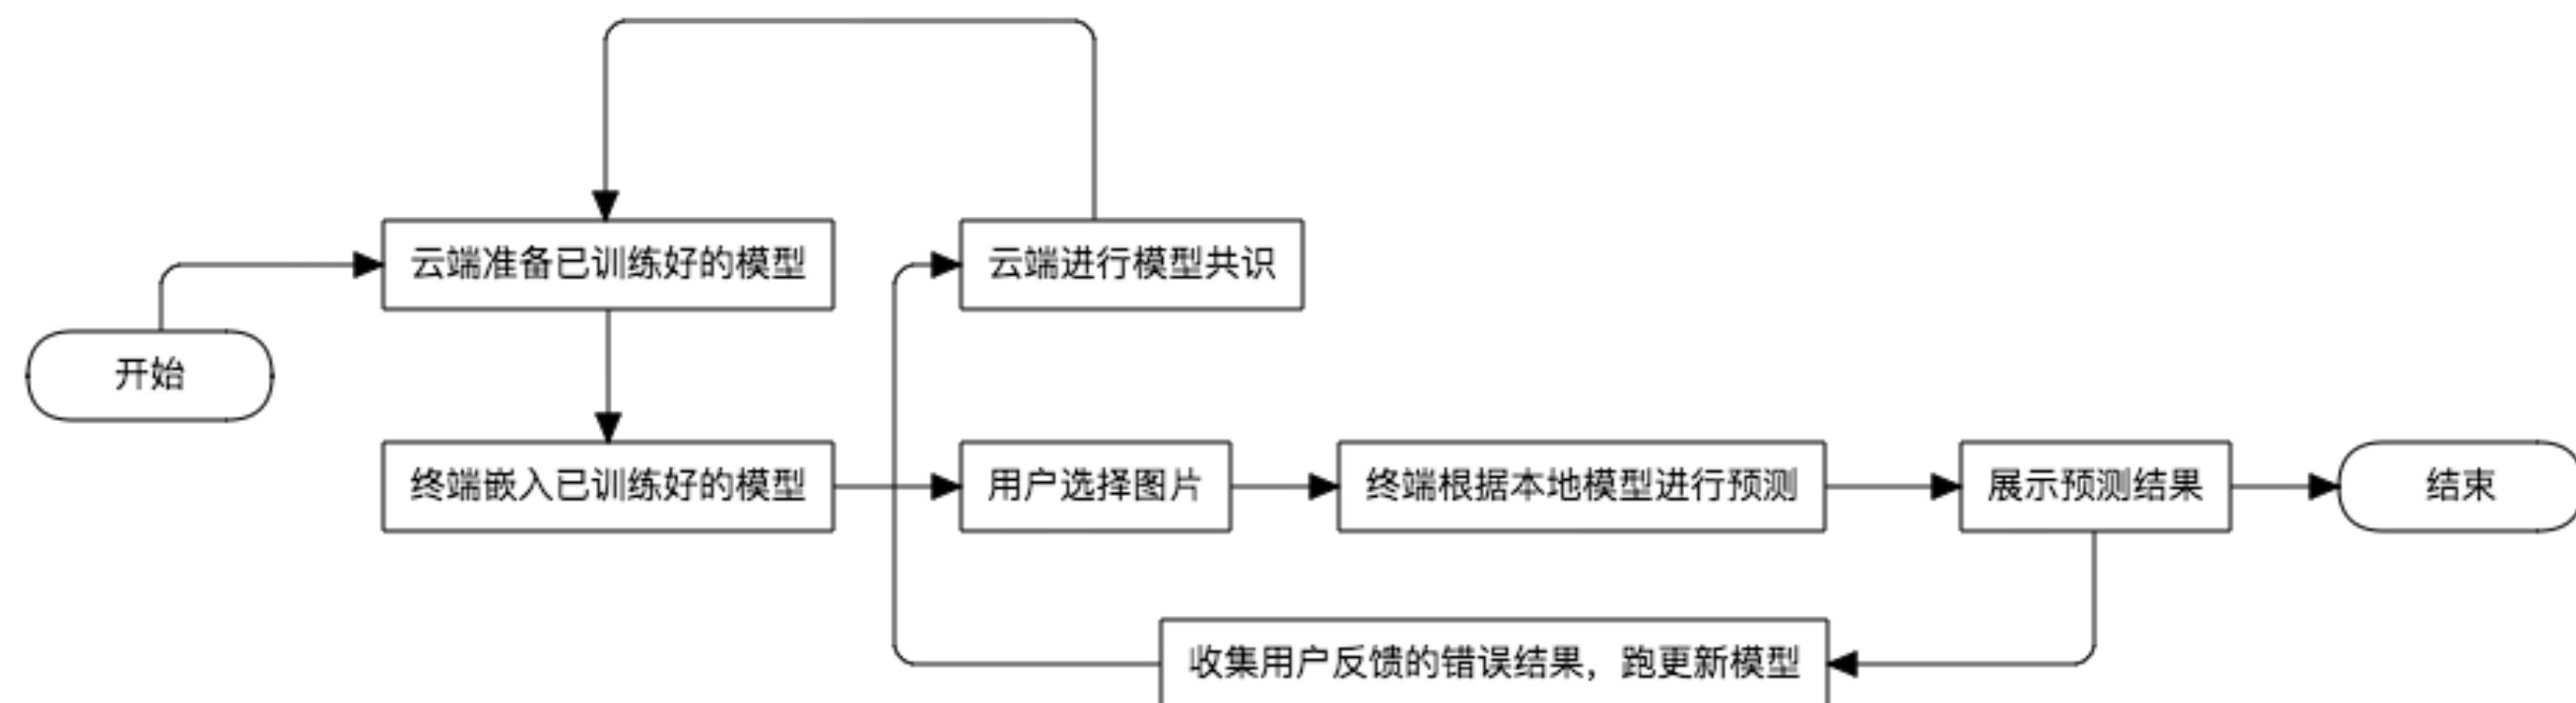 云端准备已训练好的模型
云端进行模型共识
开始
终端嵌入已训练好的模型
用户选择图片
终端根据本地模型进行预测
展示预测结果
结束
收集用户反馈的错误结果，跑更新模型